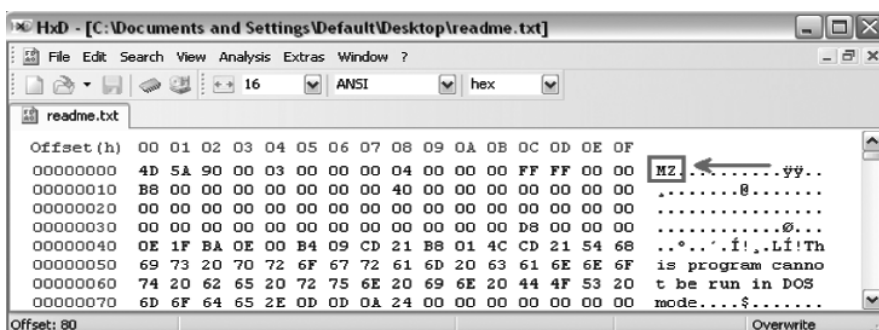 HxD - [C:\Documents and Settings\Default\Desktop\readme.txt]
File Edit Search View Analysis Extras Window ?
16 ANSI hex
readme.txt
Offset(h) 00 01 02 03 04 05 06 07 08 09 0A 0B 0C 0D 0E 0F
00000000 4D 5A 90 00 03 00 00 00 04 00 00 00 FF FF 00 00 MZ..........ÿÿ..
00000010 B8 00 00 00 00 00 00 00 40 00 00 00 00 00 00 00 ¸.......@.......
00000020 00 00 00 00 00 00 00 00 00 00 00 00 00 00 00 00 ................
00000030 00 00 00 00 00 00 00 00 00 00 00 00 D8 00 00 00 ............Ø...
00000040 0E 1F BA 0E 00 B4 09 CD 21 B8 01 4C CD 21 54 68 ..º..´.Í!¸.LÍ!Th
00000050 69 73 20 70 72 6F 67 72 61 6D 20 63 61 6E 6E 6F is program canno
00000060 74 20 62 65 20 72 75 6E 20 69 6E 20 44 4F 53 20 t be run in DOS
00000070 6D 6F 64 65 2E 0D 0D 0A 24 00 00 00 00 00 00 00 mode....$.......
Offset: 80 Overwrite